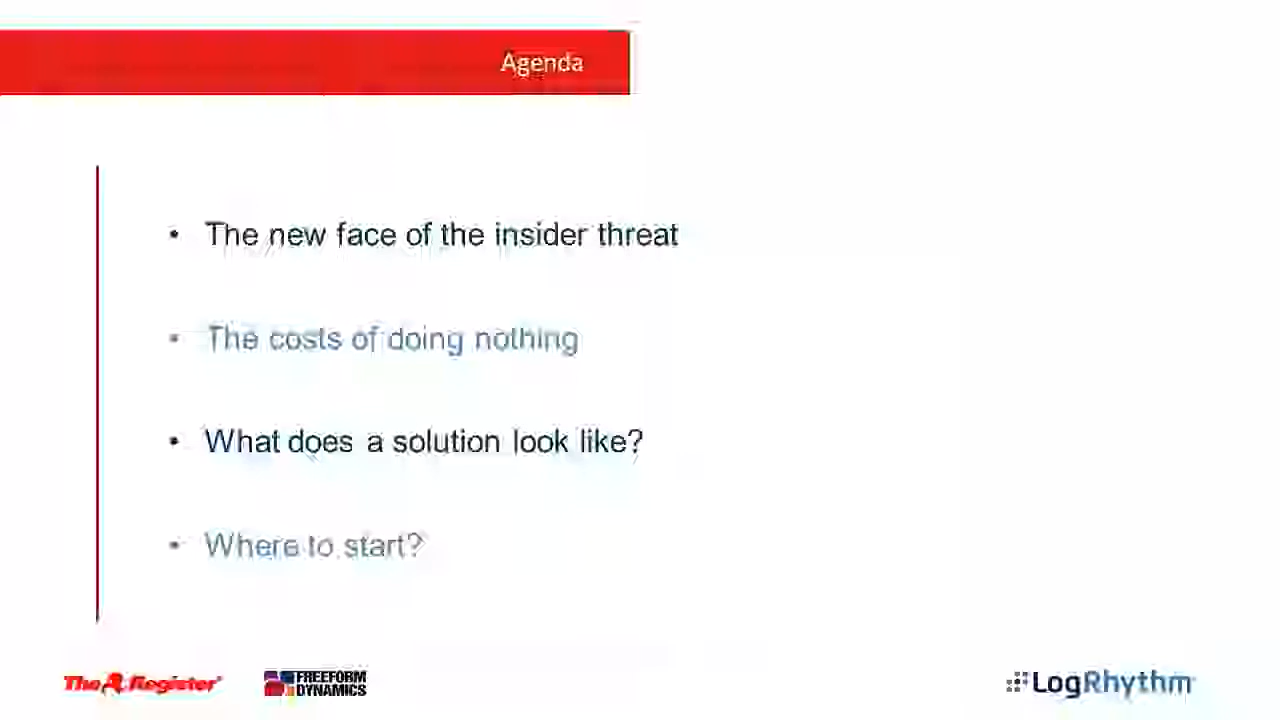 Agenda
• The new face of the insider threat
• The costs of doing nothing
• What does a solution look like?
• Where to start?
The Register®
FREEFORM
DYNAMICS
LogRhythm™